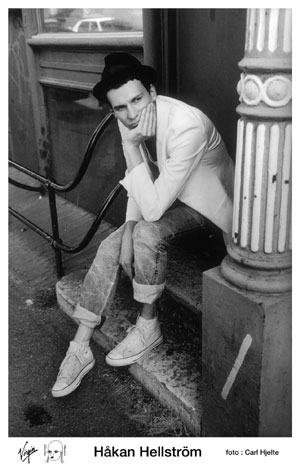 Virgin
Håkan Hellström
foto : Carl Hjelte